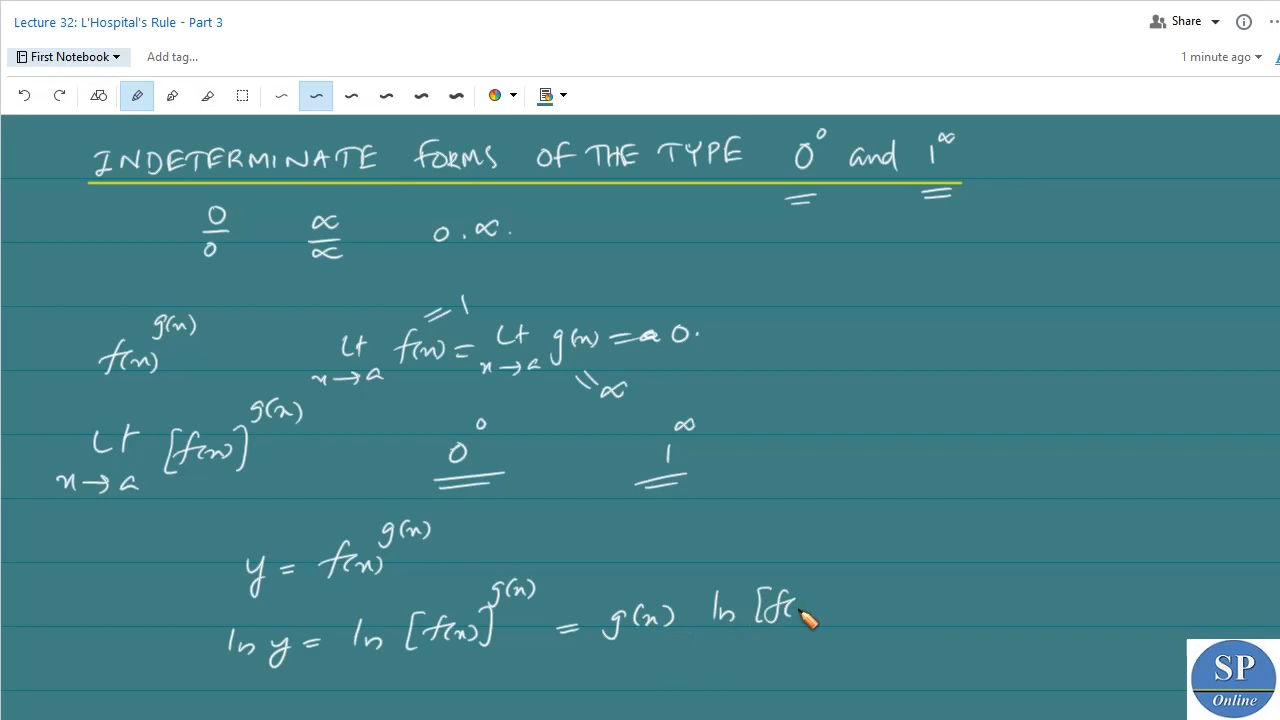 Lecture 32: L'Hospital's Rule - Part 3
Share
First Notebook
Add tag...
1 minute ago
INDETERMINATE FORMS OF THE TYPE 0^0 and 1^∞
0/0 ∞/∞ 0.∞.
f(x)^g(x) Lt x→a f(x) = Lt x→a g(x) = 0.
= 1
= ∞
Lt x→a [f(x)]^g(x) 0^0 1^∞
y = f(x)^g(x)
ln y = ln [f(x)]^g(x) = g(x) ln [f(
SP
Online